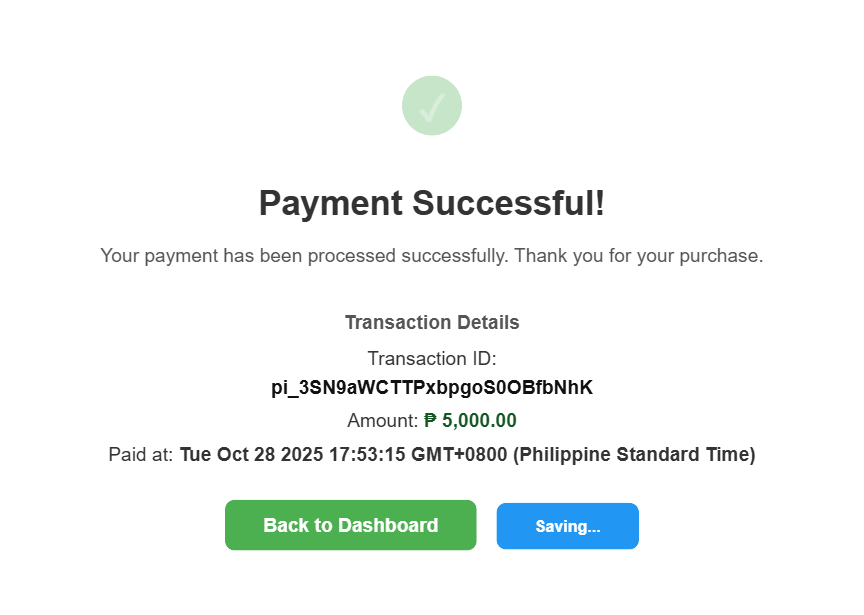 Payment Successful!
Your payment has been processed successfully. Thank you for your purchase.
Transaction Details
Transaction ID:
pi_3SN9aWCTTPxbpgoS0OBfbNhK
Amount: ₱ 5,000.00
Paid at: Tue Oct 28 2025 17:53:15 GMT+0800 (Philippine Standard Time)
Back to Dashboard
Saving...